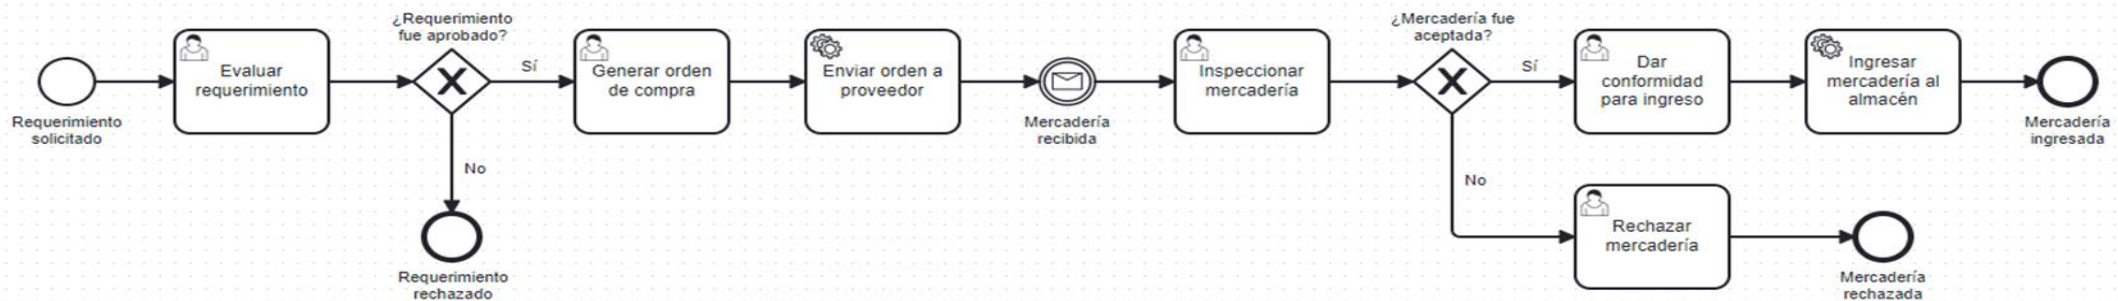 Requerimiento
solicitado
Evaluar
requerimiento
¿Requerimiento
fue aprobado?
Sí
No
Requerimiento
rechazado
Generar orden
de compra
Enviar orden a
proveedor
Mercadería
recibida
Inspeccionar
mercadería
¿Mercadería fue
aceptada?
Sí
No
Dar
conformidad
para ingreso
Ingresar
mercadería al
almacén
Mercadería
ingresada
Rechazar
mercadería
Mercadería
rechazada